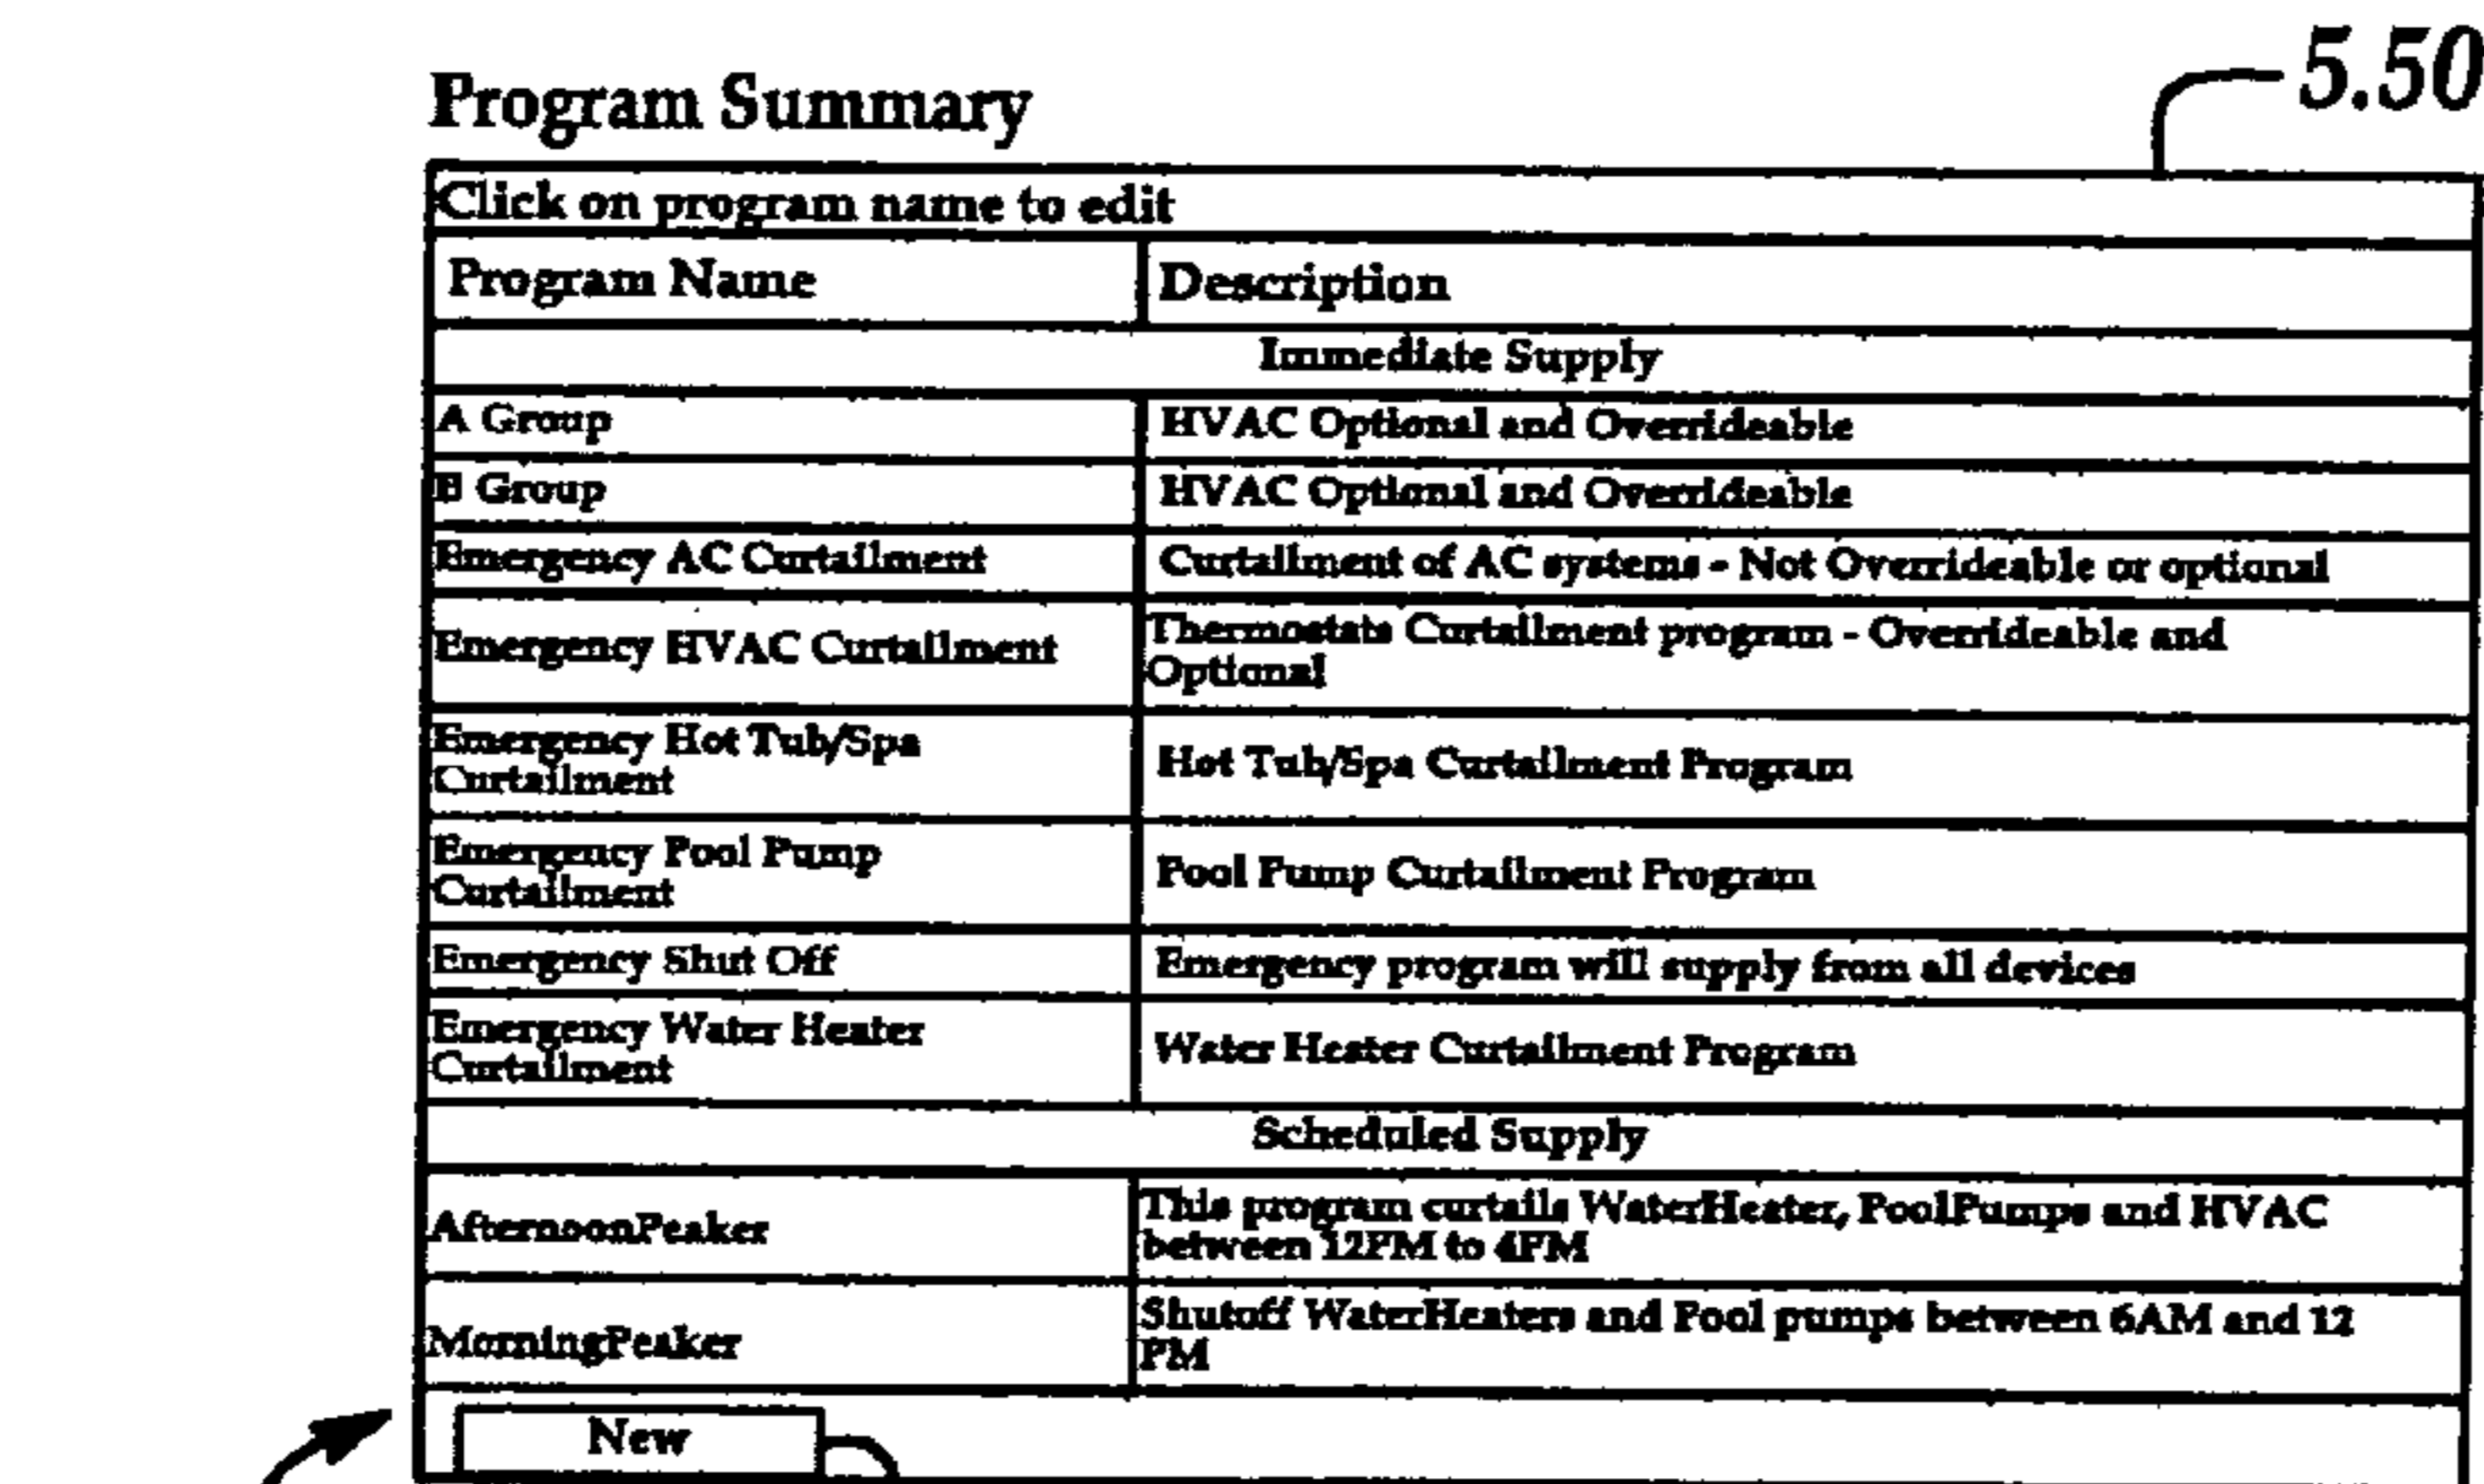 5.50
Program Summary
Click on program name to edit
Program Name Description
Immediate Supply
A Group HVAC Optional and Overrideable
B Group HVAC Optional and Overrideable
Emergency AC Curtailment Curtailment of AC systems - Not Overrideable or optional
Emergency HVAC Curtailment Thermostats Curtailment program - Overrideable and
Optional
Emergency Hot Tub/Spa
Curtailment
Hot Tub/Spa Curtailment Program
Emergency Pool Pump
Curtailment
Pool Pump Curtailment Program
Emergency Shut Off Emergency program will supply from all devices
Emergency Water Heater
Curtailment
Water Heater Curtailment Program
Scheduled Supply
AfternoonPeaker
This program curtails WaterHeater, PoolPumps and HVAC
between 12PM to 4PM
MorningPeaker
Shutoff WaterHeaters and Pool pumps between 6AM and 12
PM
New